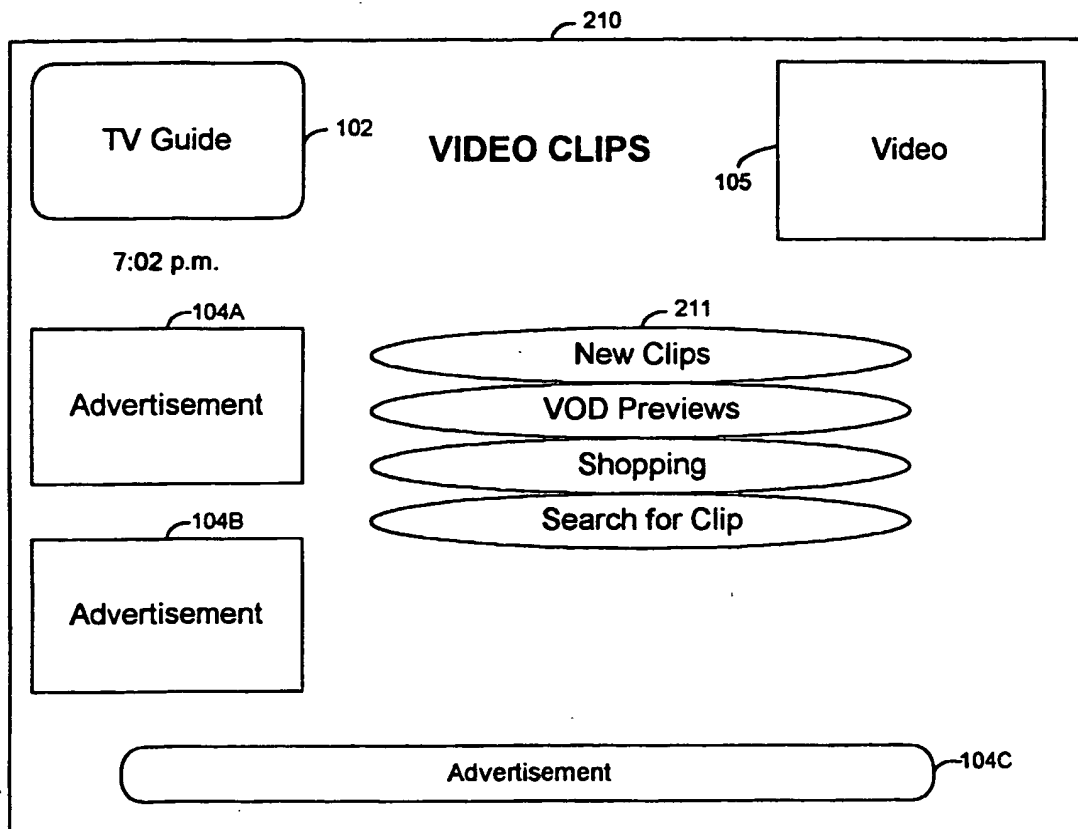 210
TV Guide
102
VIDEO CLIPS
105
Video
7:02 p.m.
104A
Advertisement
211
New Clips
VOD Previews
Shopping
Search for Clip
104B
Advertisement
Advertisement
104C